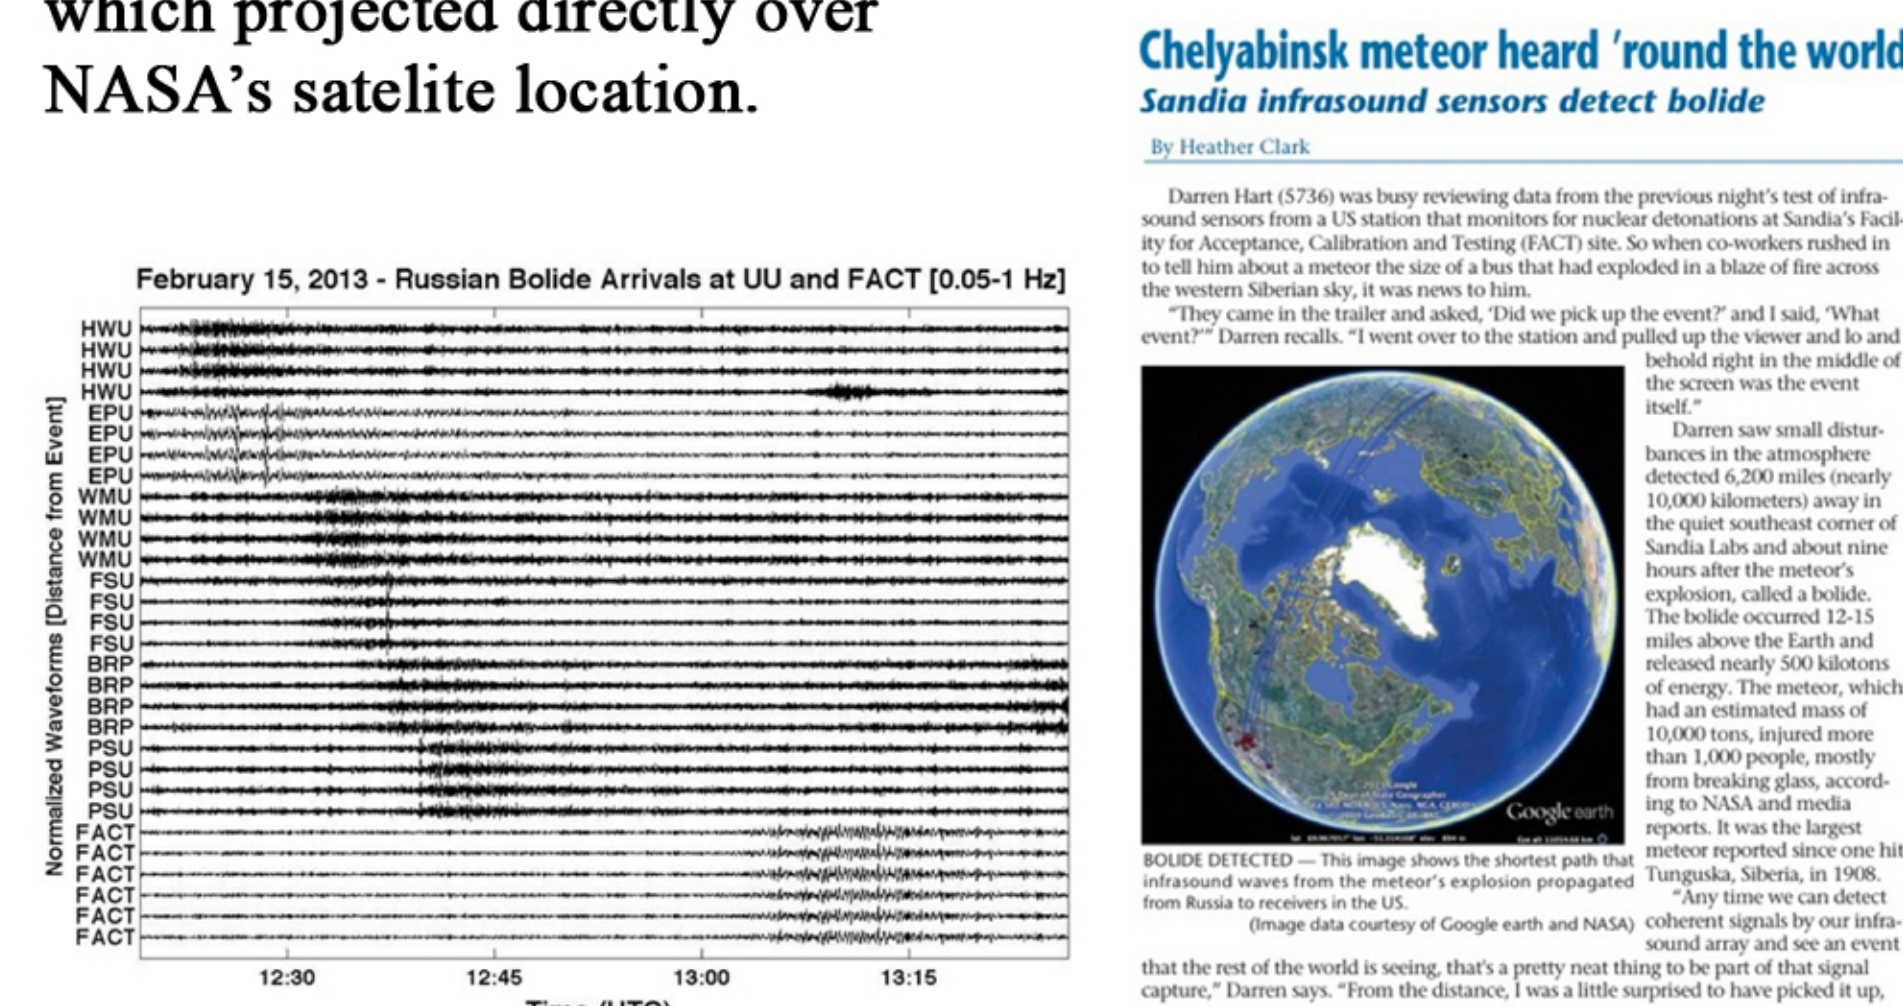 which projected directly over
NASA’s satelite location.
February 15, 2013 - Russian Bolide Arrivals at UU and FACT [0.05-1 Hz]
Normalized Waveforms [Distance from Event]
HWU
HWU
HWU
HWU
EPU
EPU
EPU
EPU
WMU
WMU
WMU
WMU
FSU
FSU
FSU
FSU
BRP
BRP
BRP
BRP
PSU
PSU
PSU
PSU
FACT
FACT
FACT
FACT
FACT
FACT
12:30 12:45 13:00 13:15
Time (UTC)
Chelyabinsk meteor heard ’round the world
Sandia infrasound sensors detect bolide
By Heather Clark
Darren Hart (5736) was busy reviewing data from the previous night’s test of infra-
sound sensors from a US station that monitors for nuclear detonations at Sandia’s Facil-
ity for Acceptance, Calibration and Testing (FACT) site. So when co-workers rushed in
to tell him about a meteor the size of a bus that had exploded in a blaze of fire across
the western Siberian sky, it was news to him.
“They came in the trailer and asked, ‘Did we pick up the event?’ and I said, ‘What
event?’” Darren recalls. “I went over to the station and pulled up the viewer and lo and
behold right in the middle of
the screen was the event
itself.”
Darren saw small distur-
bances in the atmosphere
detected 6,200 miles (nearly
10,000 kilometers) away in
the quiet southeast corner of
Sandia Labs and about nine
hours after the meteor’s
explosion, called a bolide.
The bolide occurred 12-15
miles above the Earth and
released nearly 500 kilotons
of energy. The meteor, which
had an estimated mass of
10,000 tons, injured more
than 1,000 people, mostly
from breaking glass, accord-
ing to NASA and media
reports. It was the largest
meteor reported since one hit
Tunguska, Siberia, in 1908.
“Any time we can detect
coherent signals by our infra-
sound array and see an event
that the rest of the world is seeing, that’s a pretty neat thing to be part of that signal
capture,” Darren says. “From the distance, I was a little surprised to have picked it up,
Google earth
BOLIDE DETECTED — This image shows the shortest path that
infrasound waves from the meteor’s explosion propagated
from Russia to receivers in the US.
(Image data courtesy of Google earth and NASA)